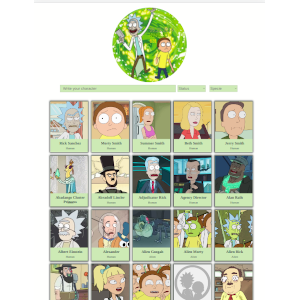 Write your character...
Status
Species
Rick Sanchez
Human
Morty Smith
Human
Summer Smith
Human
Beth Smith
Human
Jerry Smith
Human
Abadango Cluster Princess
Alien
Abradolf Lincler
Human
Adjudicator Rick
Human
Agency Director
Human
Alan Rails
Human
Albert Einstein
Human
Alexander
Human
Alien Googah
Alien
Alien Morty
Alien
Alien Rick
Alien